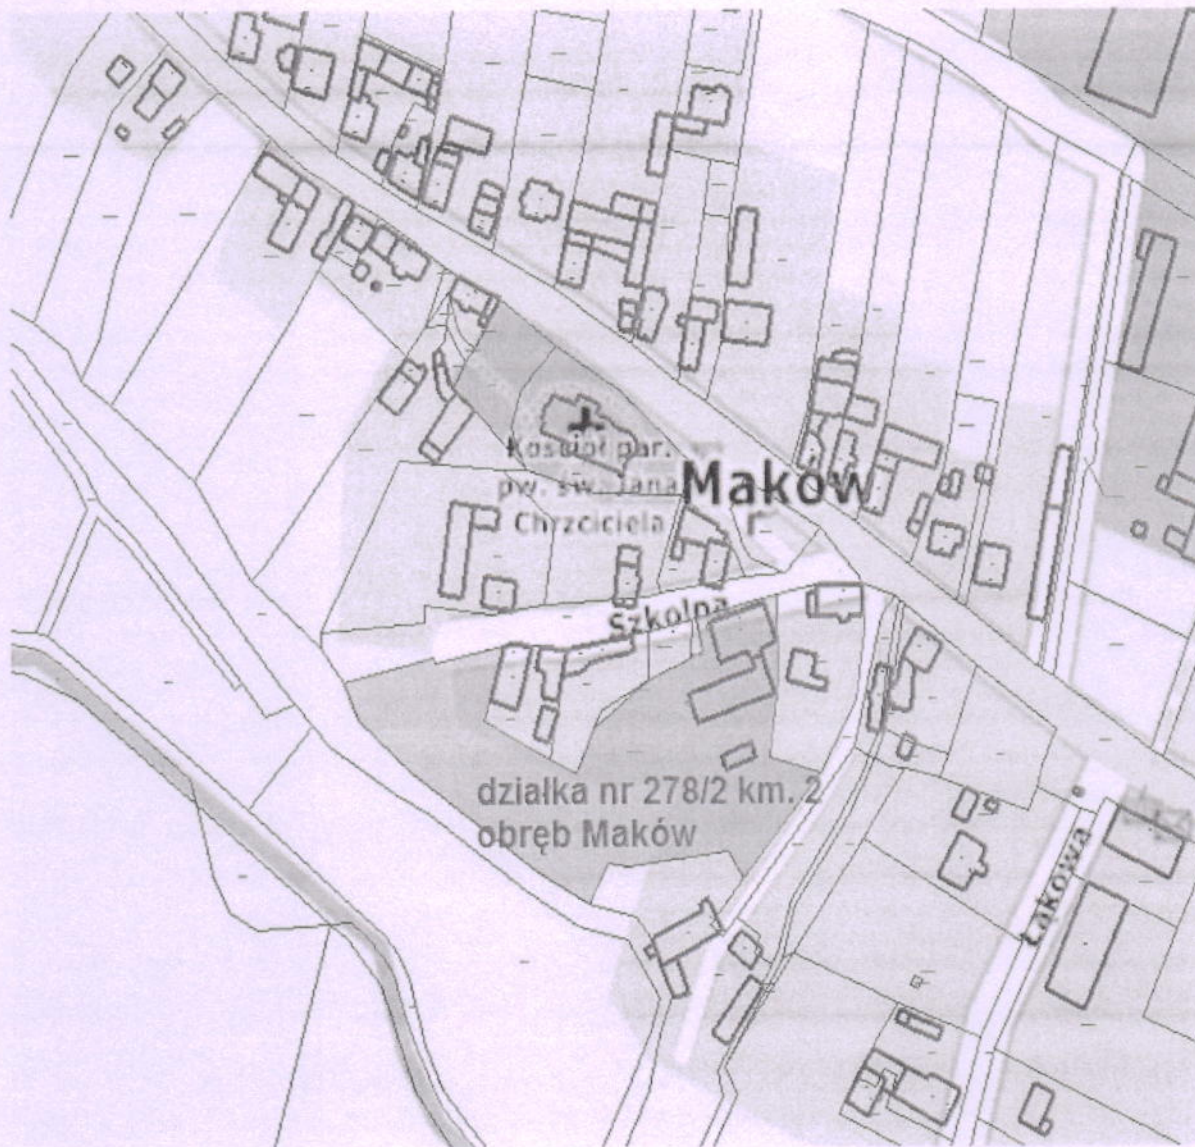 Kościół par.
pw. św. Jana
Chrzciciela
Maków
Szkolna
działka nr 278/2 km. 2
obręb Maków
Łąkowa